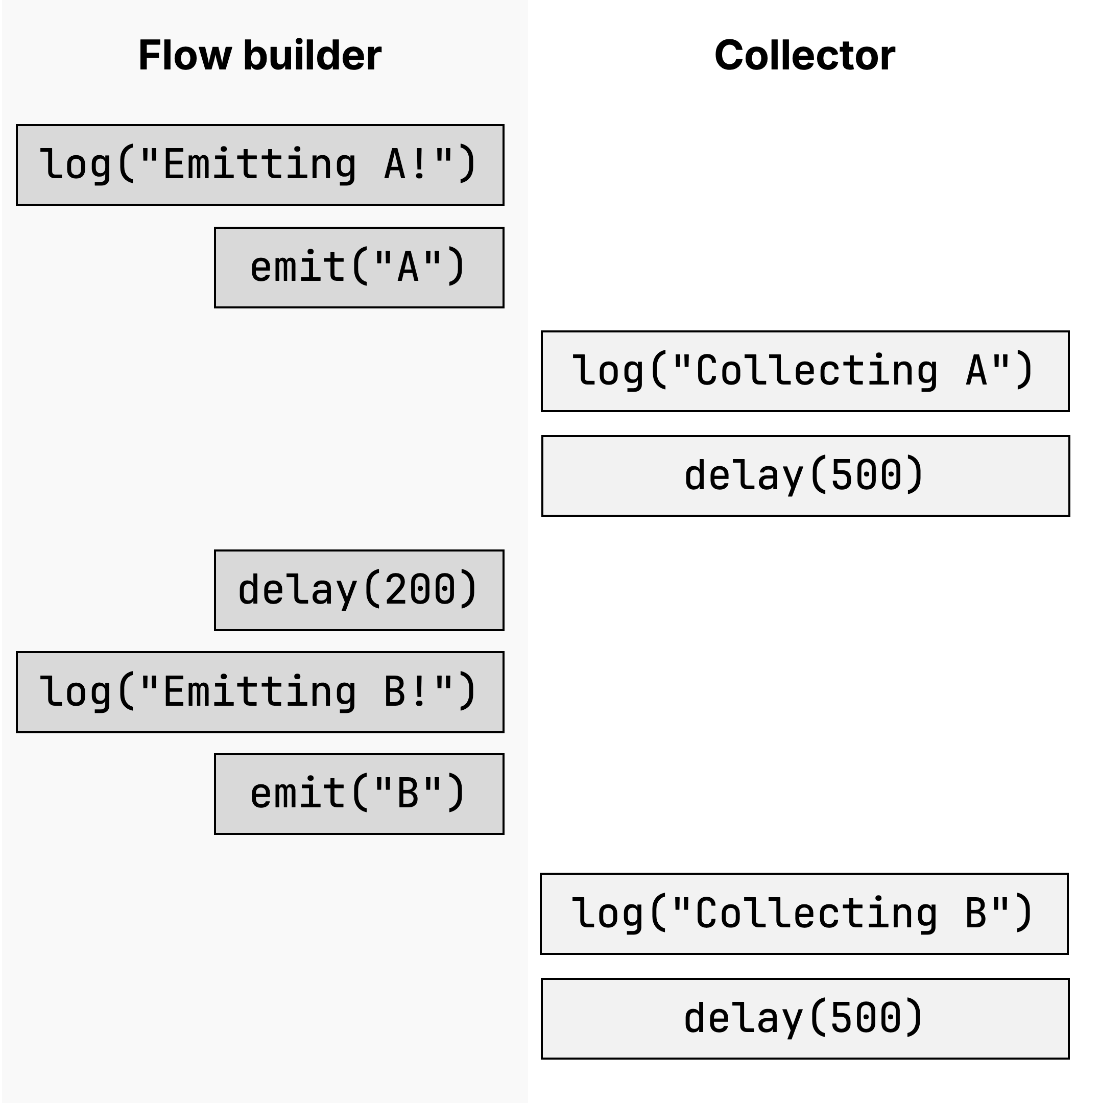 Flow builder
Collector
log("Emitting A!")
emit("A")
log("Collecting A")
delay(500)
delay(200)
log("Emitting B!")
emit("B")
log("Collecting B")
delay(500)